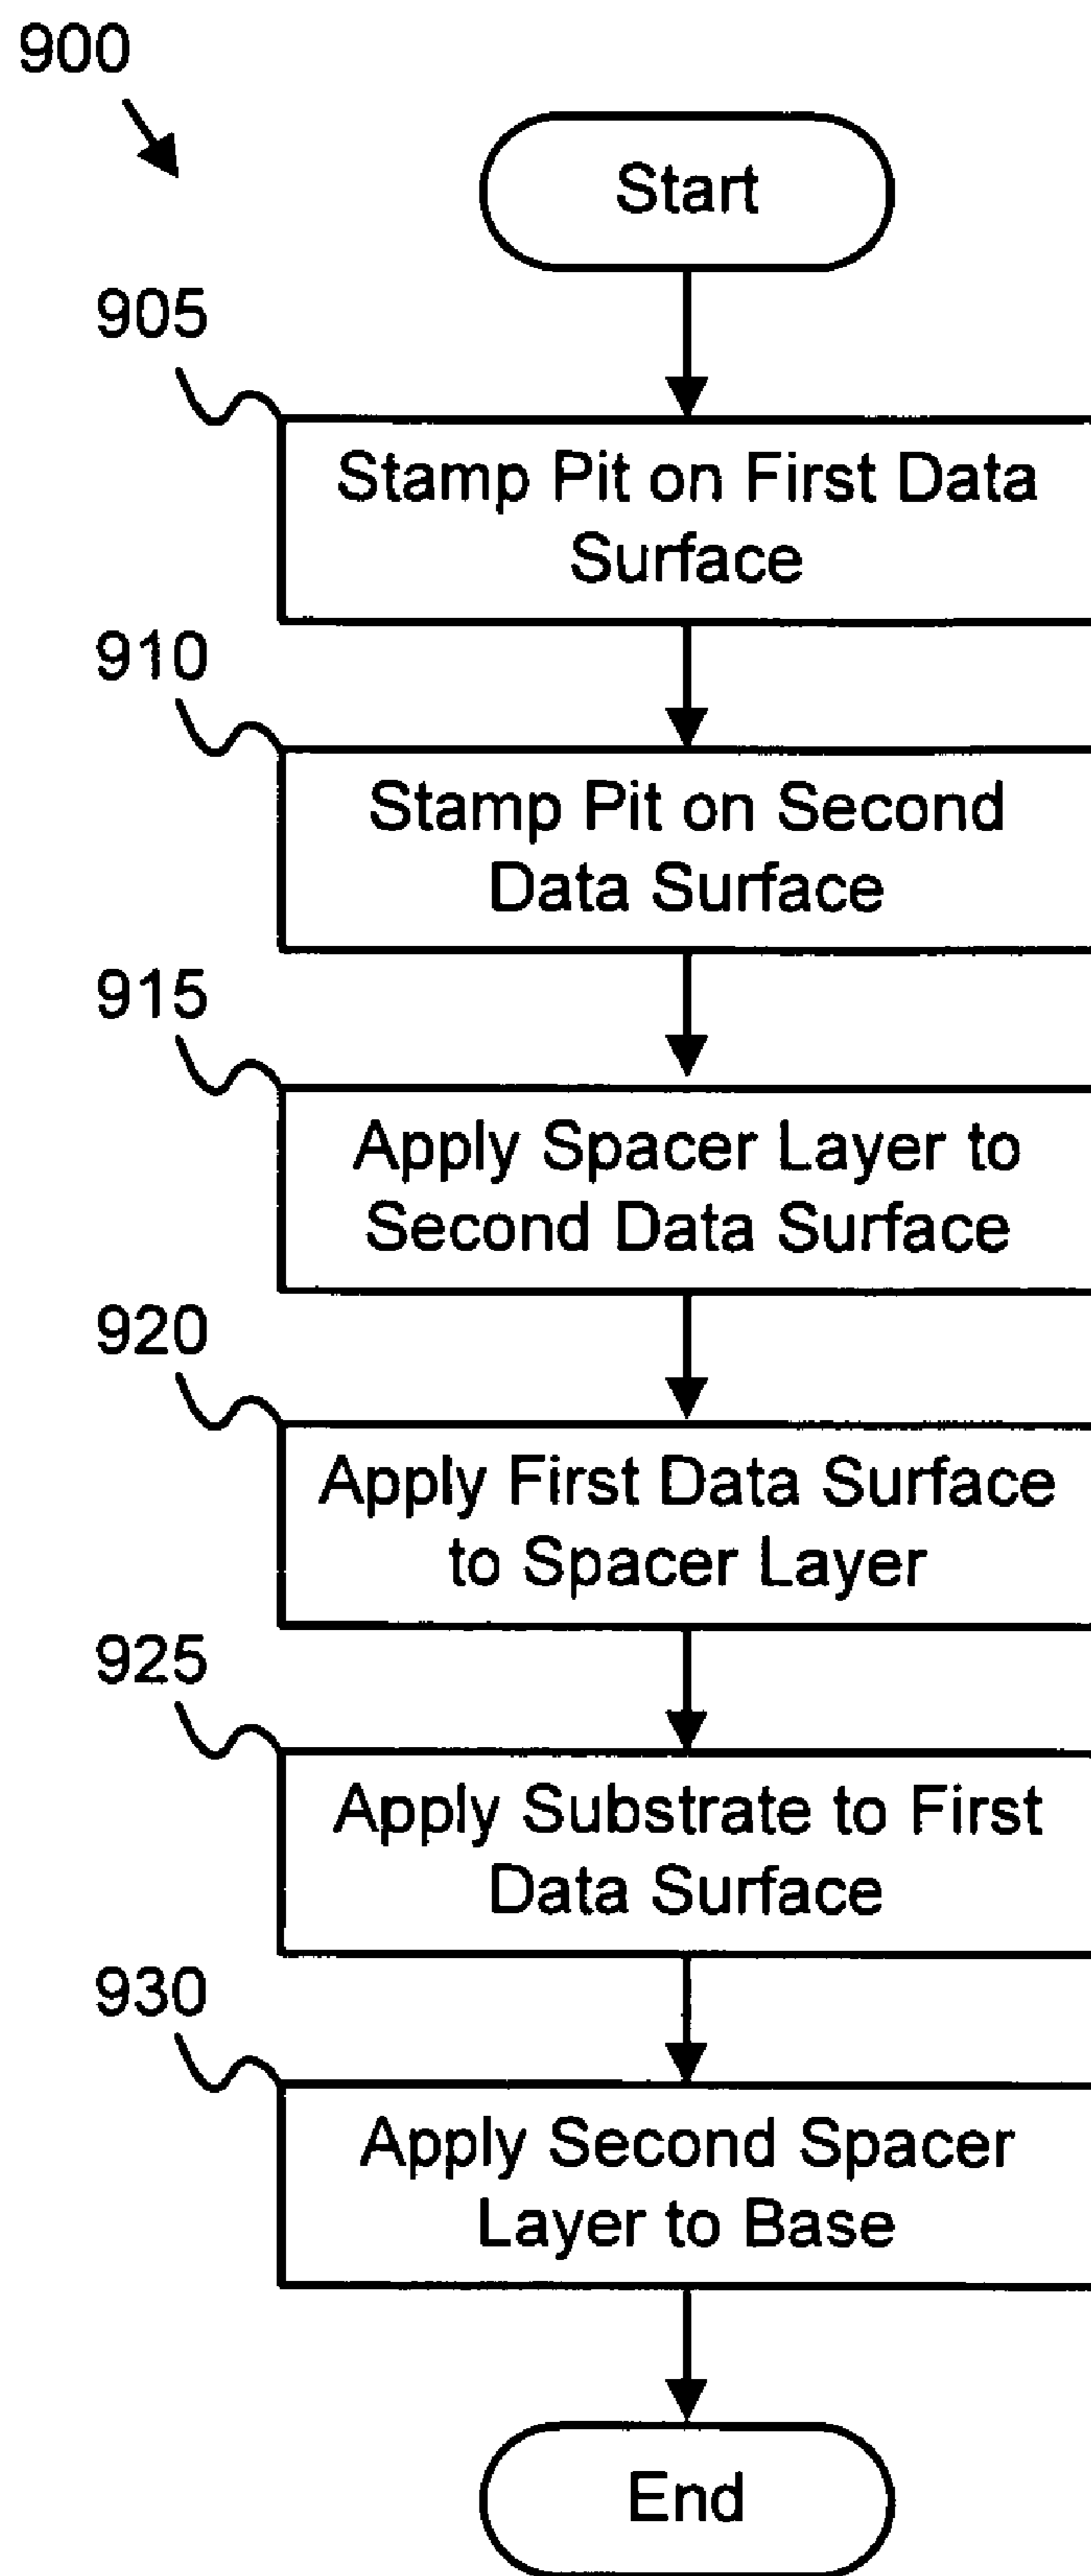 900
Start
905
Stamp Pit on First Data
Surface
910
Stamp Pit on Second
Data Surface
915
Apply Spacer Layer to
Second Data Surface
920
Apply First Data Surface
to Spacer Layer
925
Apply Substrate to First
Data Surface
930
Apply Second Spacer
Layer to Base
End